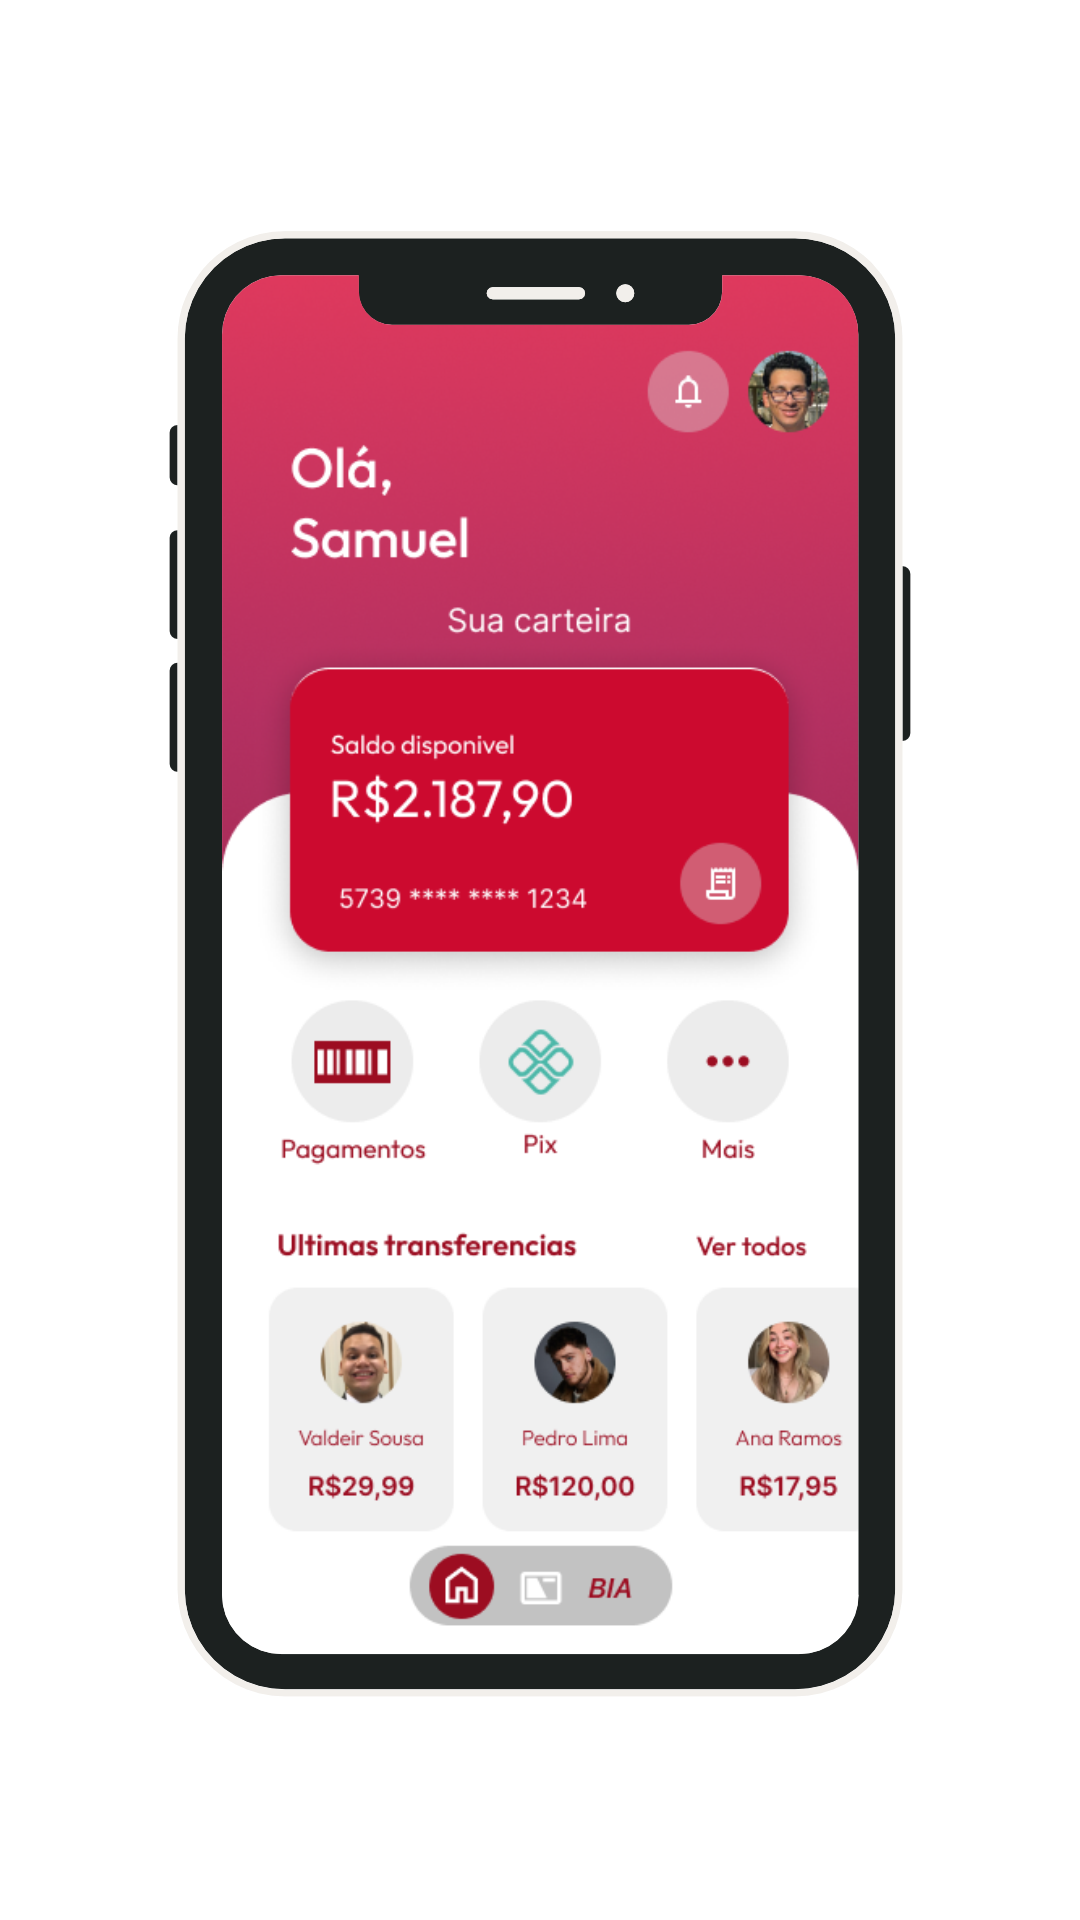 Olá,
Samuel
Sua carteira
Saldo disponivel
R$2.187,90
5739 **** **** 1234
Pagamentos
Pix
Mais
Ultimas transferencias
Ver todos
Valdeir Sousa
Pedro Lima
Ana Ramos
R$29,99
R$120,00
R$17,95
BIA